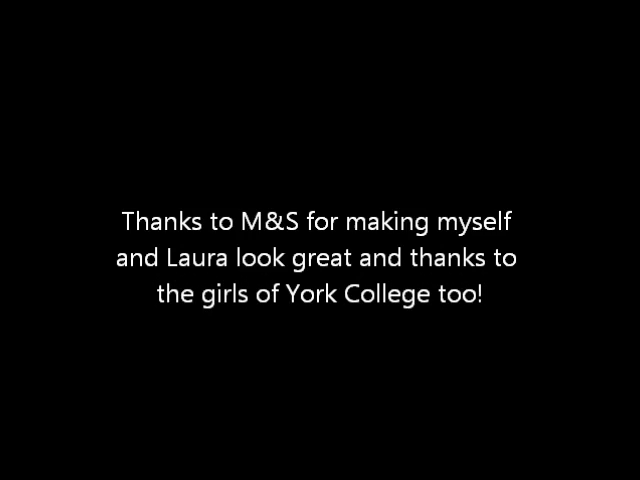 Thanks to M&S for making myself
and Laura look great and thanks to
the girls of York College too!